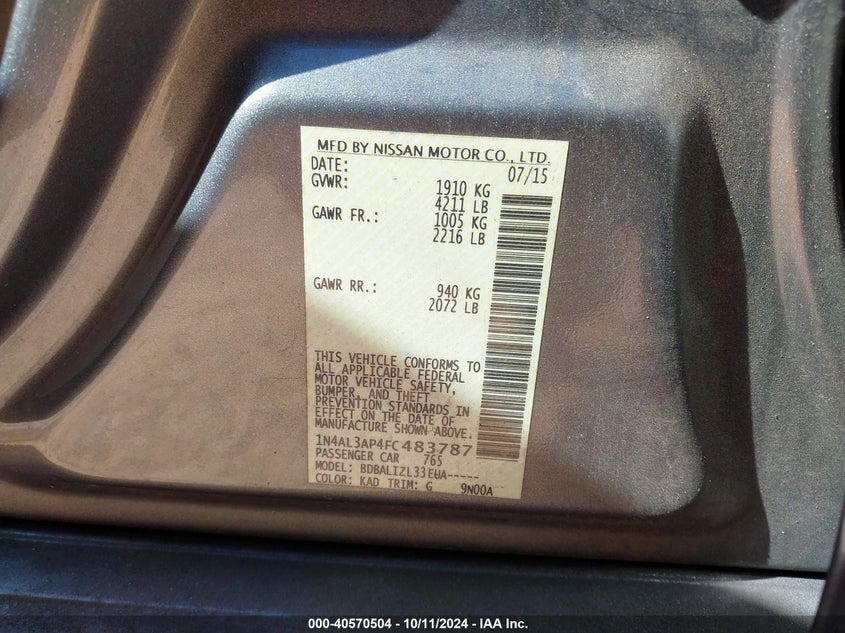 MFD BY NISSAN MOTOR CO., LTD.
DATE: 07/15
GVWR: 1910 KG
4211 LB
GAWR FR.: 1005 KG
2216 LB
GAWR RR.: 940 KG
2072 LB
THIS VEHICLE CONFORMS TO
ALL APPLICABLE FEDERAL
MOTOR VEHICLE SAFETY,
BUMPER, AND THEFT
PREVENTION STANDARDS IN
EFFECT ON THE DATE OF
MANUFACTURE SHOWN ABOVE.
1N4AL3AP4FC483787
PASSENGER CAR 765
MODEL: BDBALIZL33EUA-----
COLOR: KAD TRIM: G 9N00A
000-40570504 - 10/11/2024 - IAA Inc.